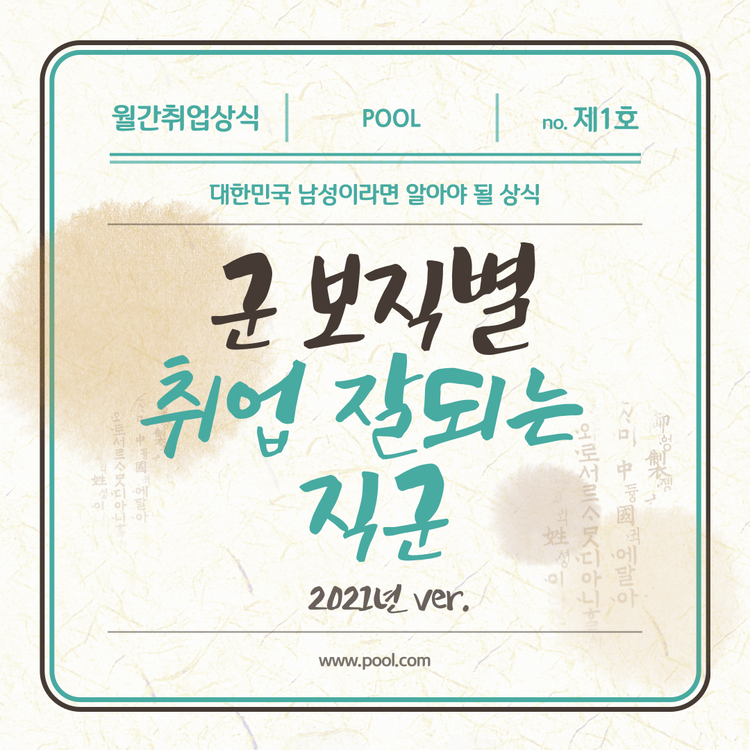 월간취업상식 POOL no. 제1호
대한민국 남성이라면 알아야 될 상식
군 보직별
취업 잘되는
직군
2021년 ver.
www.pool.com